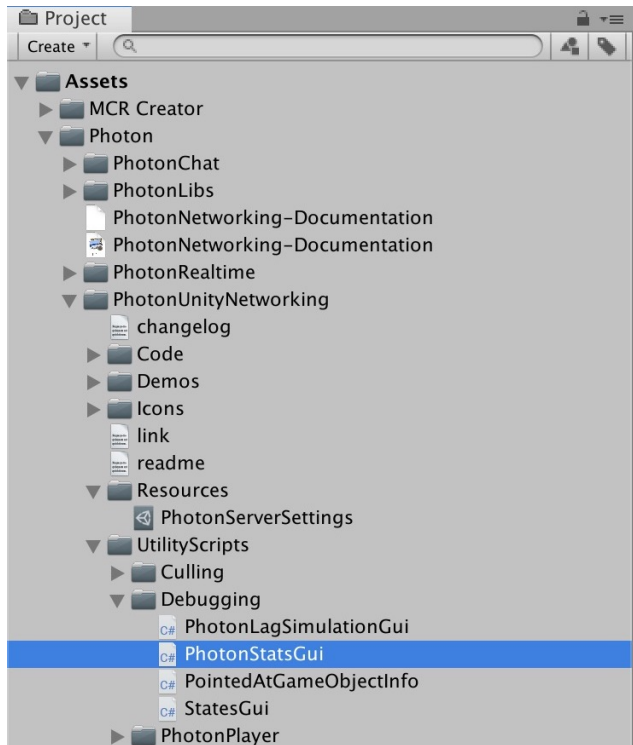 Project
Create
Assets
MCR Creator
Photon
PhotonChat
PhotonLibs
PhotonNetworking-Documentation
PhotonNetworking-Documentation
PhotonRealtime
PhotonUnityNetworking
changelog
Code
Demos
Icons
link
readme
Resources
PhotonServerSettings
UtilityScripts
Culling
Debugging
C# PhotonLagSimulationGui
C# PhotonStatsGui
C# PointedAtGameObjectInfo
C# StatesGui
PhotonPlayer